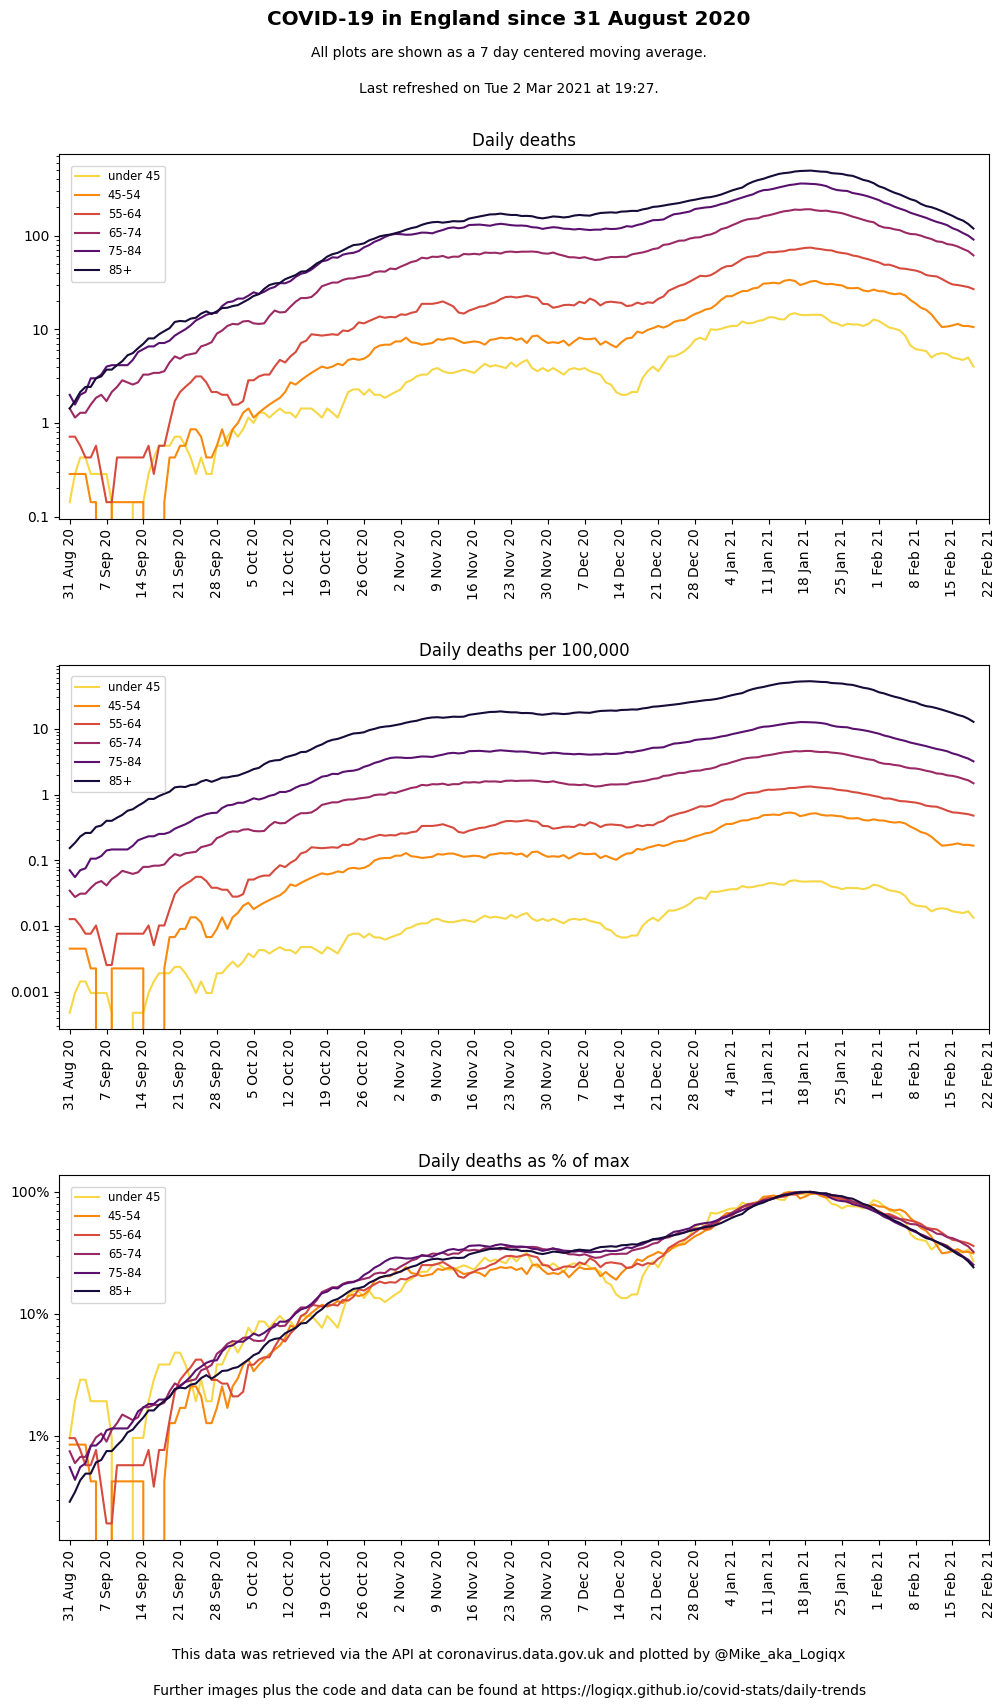 COVID-19 in England since 31 August 2020
All plots are shown as a 7 day centered moving average.
Last refreshed on Tue 2 Mar 2021 at 19:27.
Daily deaths
under 45
45-54
55-64
65-74
75-84
85+
100
10
1
0.1
31 Aug 20
7 Sep 20
14 Sep 20
21 Sep 20
28 Sep 20
5 Oct 20
12 Oct 20
19 Oct 20
26 Oct 20
2 Nov 20
9 Nov 20
16 Nov 20
23 Nov 20
30 Nov 20
7 Dec 20
14 Dec 20
21 Dec 20
28 Dec 20
4 Jan 21
11 Jan 21
18 Jan 21
25 Jan 21
1 Feb 21
8 Feb 21
15 Feb 21
22 Feb 21
Daily deaths per 100,000
under 45
45-54
55-64
65-74
75-84
85+
10
1
0.1
0.01
0.001
31 Aug 20
7 Sep 20
14 Sep 20
21 Sep 20
28 Sep 20
5 Oct 20
12 Oct 20
19 Oct 20
26 Oct 20
2 Nov 20
9 Nov 20
16 Nov 20
23 Nov 20
30 Nov 20
7 Dec 20
14 Dec 20
21 Dec 20
28 Dec 20
4 Jan 21
11 Jan 21
18 Jan 21
25 Jan 21
1 Feb 21
8 Feb 21
15 Feb 21
22 Feb 21
Daily deaths as % of max
under 45
45-54
55-64
65-74
75-84
85+
100%
10%
1%
31 Aug 20
7 Sep 20
14 Sep 20
21 Sep 20
28 Sep 20
5 Oct 20
12 Oct 20
19 Oct 20
26 Oct 20
2 Nov 20
9 Nov 20
16 Nov 20
23 Nov 20
30 Nov 20
7 Dec 20
14 Dec 20
21 Dec 20
28 Dec 20
4 Jan 21
11 Jan 21
18 Jan 21
25 Jan 21
1 Feb 21
8 Feb 21
15 Feb 21
22 Feb 21
This data was retrieved via the API at coronavirus.data.gov.uk and plotted by @Mike_aka_Logiqx
Further images plus the code and data can be found at https://logiqx.github.io/covid-stats/daily-trends